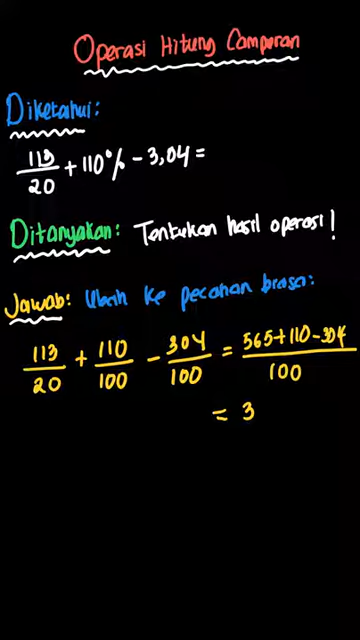 Operasi Hitung Campuran
Diketahui:
113/20 + 110% - 3,04 =
Ditanyakan: Tentukan hasil operasi!
Jawab: Ubah ke pecahan biasa:
113/20 + 110/100 - 304/100 = 565+110-304/100
= 3